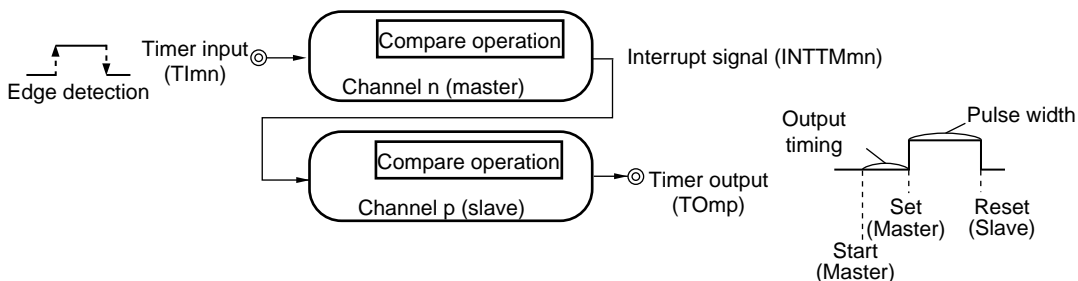 Compare operation
Timer input
(TImn)
Edge detection
Interrupt signal (INTTMmn)
Channel n (master)
Compare operation
Channel p (slave)
Timer output
(TOmp)
Output
timing
Pulse width
Set
(Master)
Reset
(Slave)
Start
(Master)